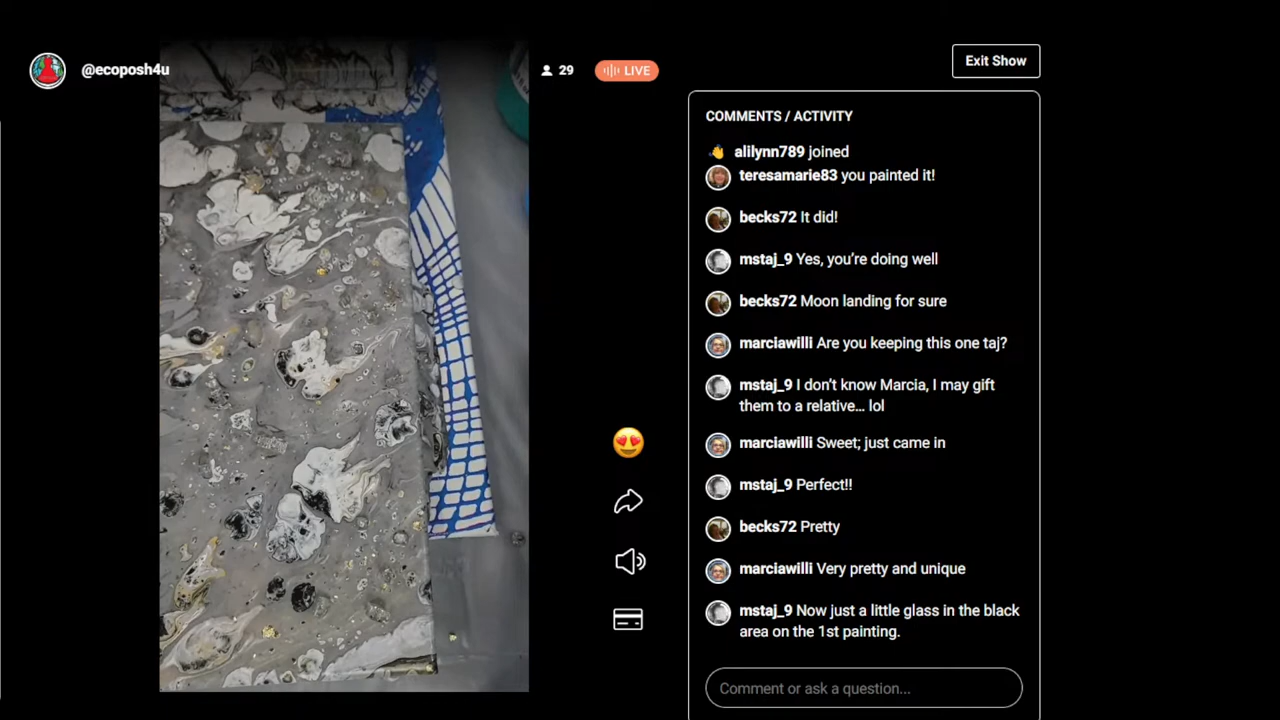 @ecoposh4u
29
LIVE
Exit Show
COMMENTS / ACTIVITY
alilynn789 joined
teresamarie83 you painted it!
becks72 It did!
mstaj_9 Yes, you're doing well
becks72 Moon landing for sure
marciawilli Are you keeping this one taj?
mstaj_9 I don't know Marcia, I may gift
them to a relative... lol
marciawilli Sweet; just came in
mstaj_9 Perfect!!
becks72 Pretty
marciawilli Very pretty and unique
mstaj_9 Now just a little glass in the black
area on the 1st painting.
Comment or ask a question...